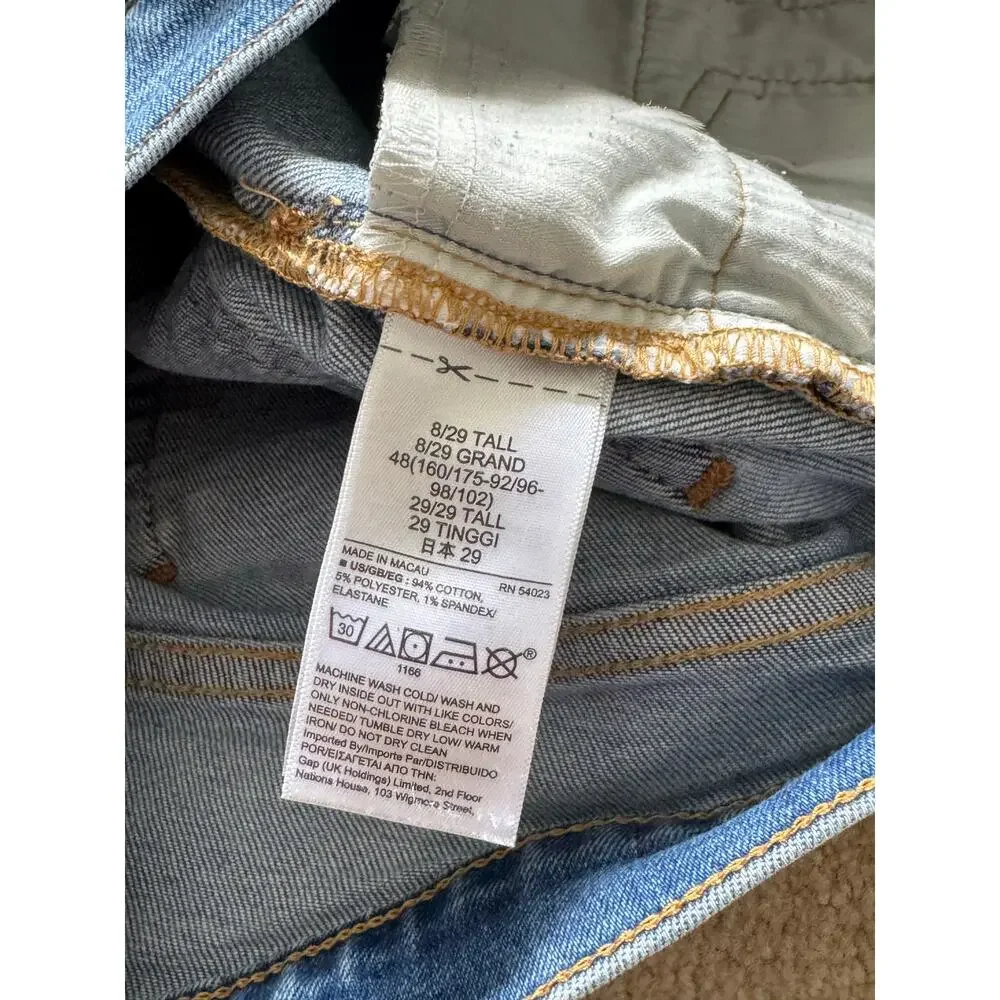 8/29 TALL
8/29 GRAND
48(160/175-92/96-
98/102)
29/29 TALL
29 TINGGI
日本 29
MADE IN MACAU
RN 54023
■ US/GB/EG : 94% COTTON,
5% POLYESTER, 1% SPANDEX/
ELASTANE
30
®
1166
MACHINE WASH COLD/ WASH AND
DRY INSIDE OUT WITH LIKE COLORS/
ONLY NON-CHLORINE BLEACH WHEN
NEEDED/ TUMBLE DRY LOW/ WARM
IRON/ DO NOT DRY CLEAN
Imported By/Importe Par/DISTRIBUIDO
POR/ΕΙΣΑΓΕΤΑΙ ΑΠΟ ΤΗΝ:
Gap (UK Holdings) Limited, 2nd Floor
Nations House, 103 Wigmore Street,